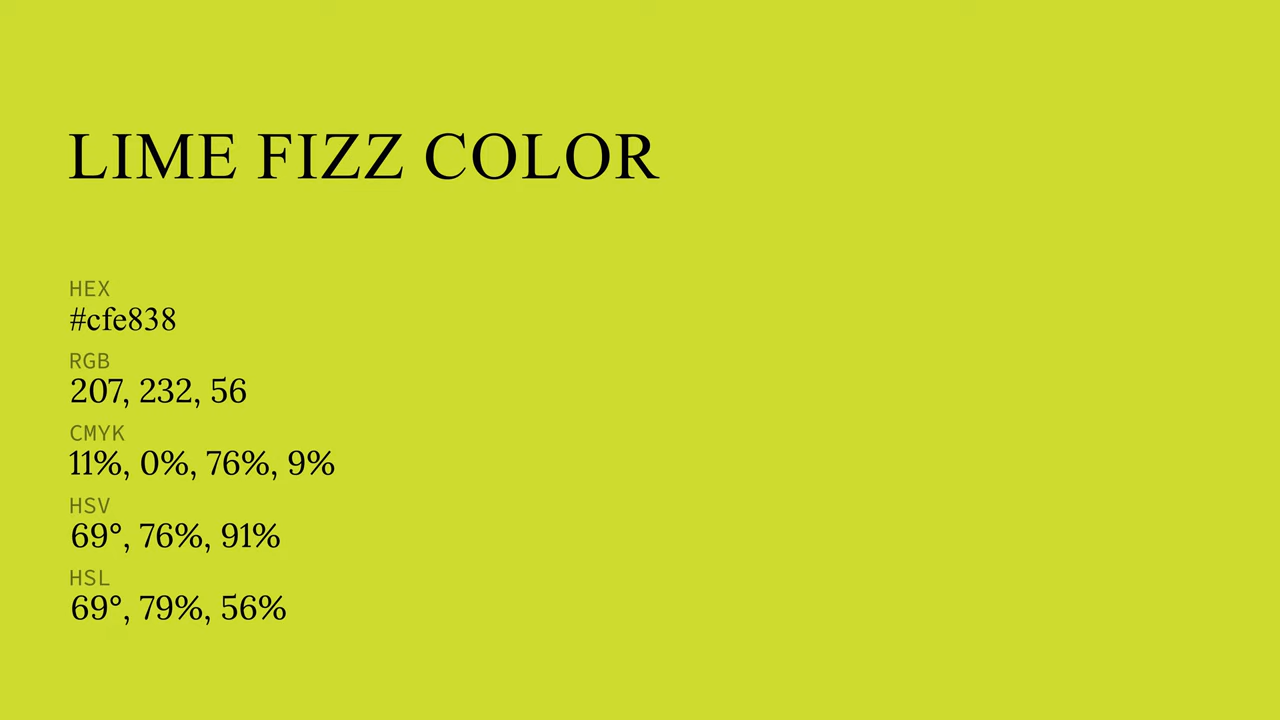 LIME FIZZ COLOR
HEX
#cfe838
RGB
207, 232, 56
CMYK
11%, 0%, 76%, 9%
HSV
69°, 76%, 91%
HSL
69°, 79%, 56%